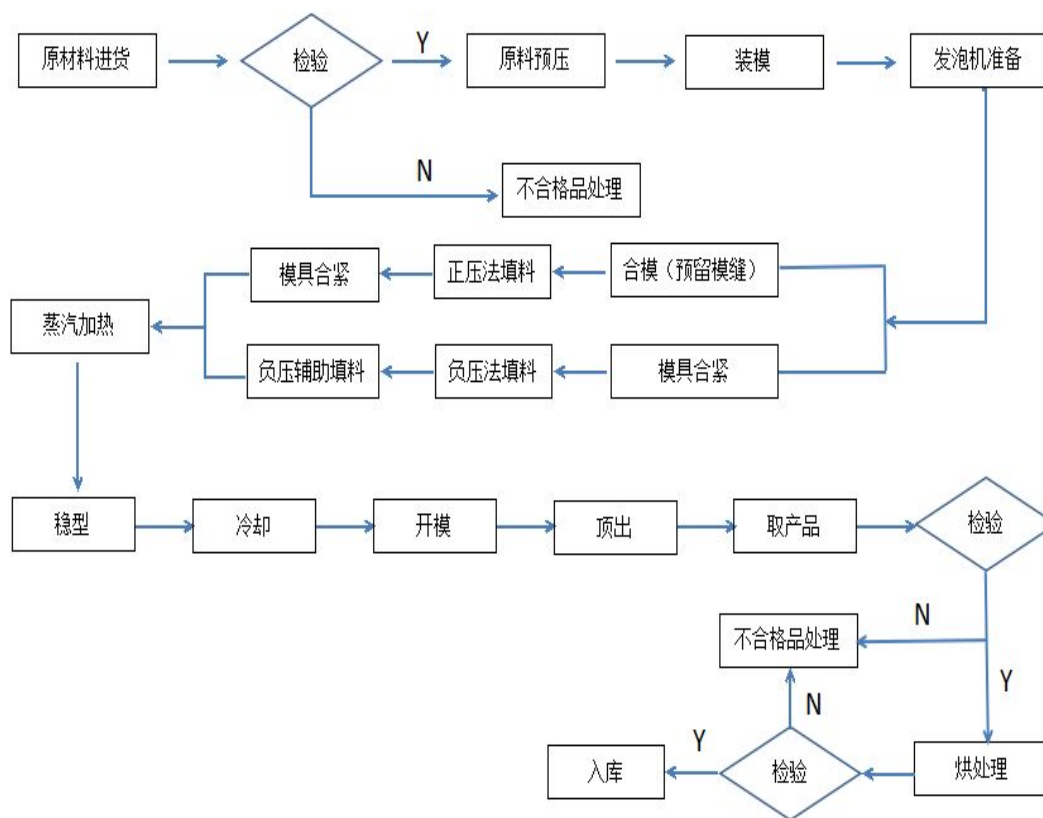 原材料进货
检验
Y
原料预压
装模
发泡机准备
N
不合格品处理
模具合紧
正压法填料
合模（预留模缝）
蒸汽加热
负压辅助填料
负压法填料
模具合紧
稳型
冷却
开模
顶出
取产品
检验
N
不合格品处理
Y
N
Y
入库
检验
烘处理